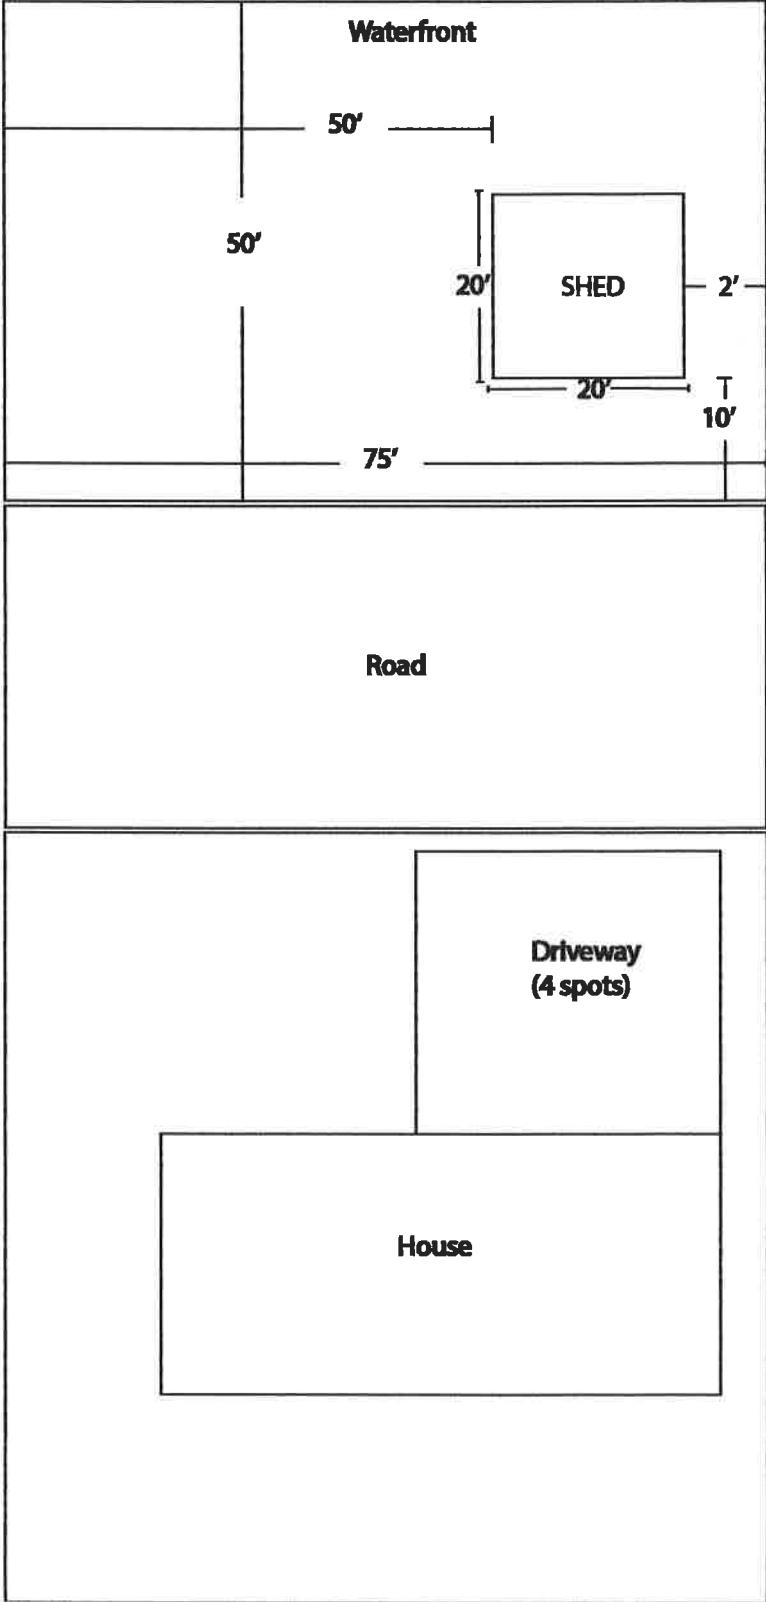 Waterfront
50'
50'
20'
SHED
2'
20'
10'
75'
Road
Driveway
(4 spots)
House